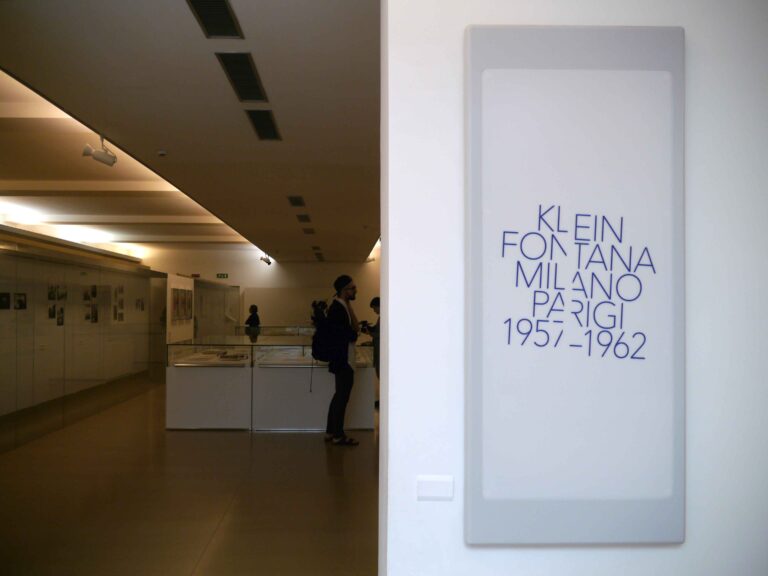 KLEIN
FONTANA
MILANO
PARIGI
1957–1962